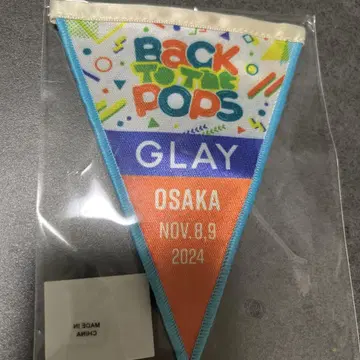 BACK
TO THE
POPS
GLAY
OSAKA
NOV.8,9
2024
MADE IN
CHINA